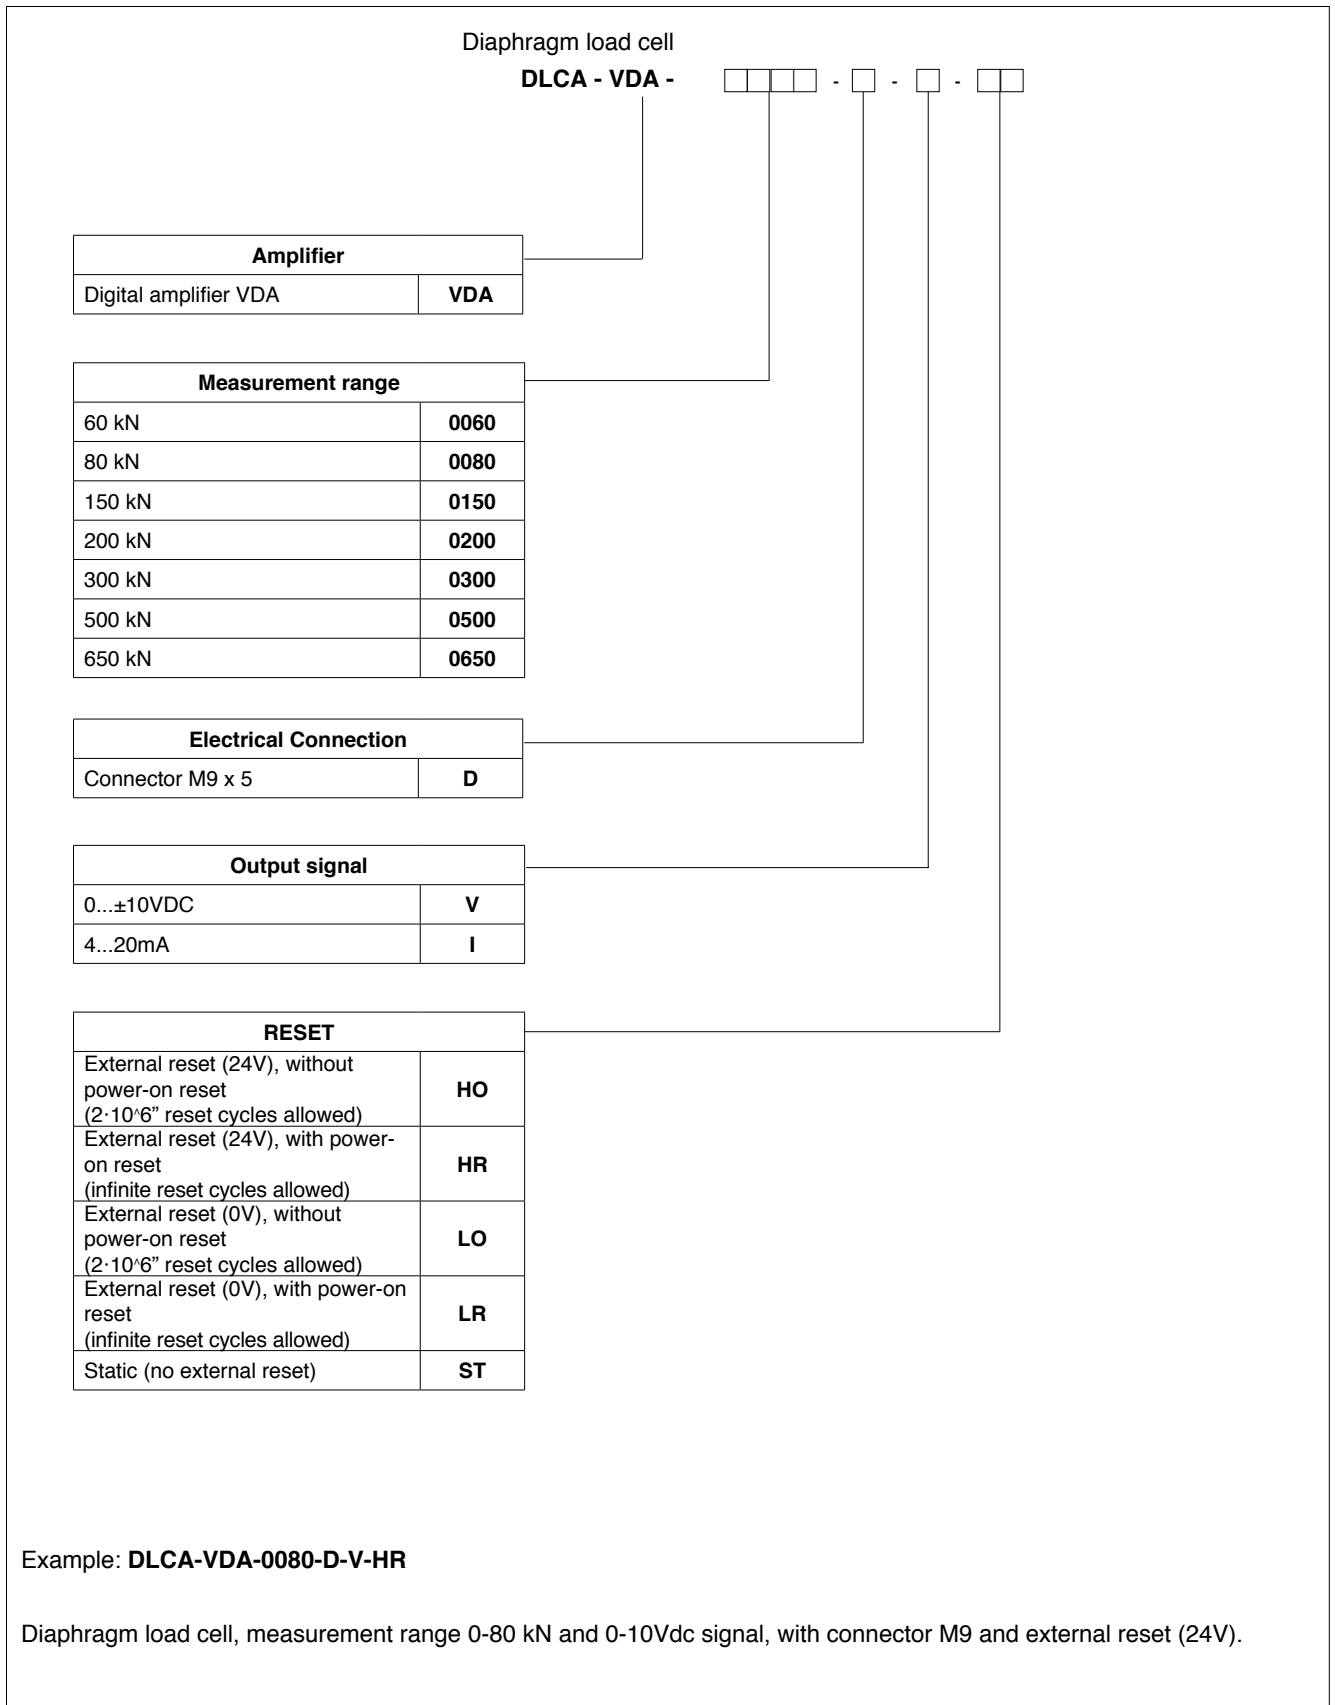 Diaphragm load cell
DLCA - VDA - - - -
Amplifier
Digital amplifier VDA VDA
Measurement range
60 kN 0060
80 kN 0080
150 kN 0150
200 kN 0200
300 kN 0300
500 kN 0500
650 kN 0650
Electrical Connection
Connector M9 x 5 D
Output signal
0...±10VDC V
4...20mA I
RESET
External reset (24V), without
power-on reset
(2·10^6” reset cycles allowed) HO
External reset (24V), with power-
on reset
(infinite reset cycles allowed) HR
External reset (0V), without
power-on reset
(2·10^6” reset cycles allowed) LO
External reset (0V), with power-on
reset
(infinite reset cycles allowed) LR
Static (no external reset) ST
Example: DLCA-VDA-0080-D-V-HR
Diaphragm load cell, measurement range 0-80 kN and 0-10Vdc signal, with connector M9 and external reset (24V).